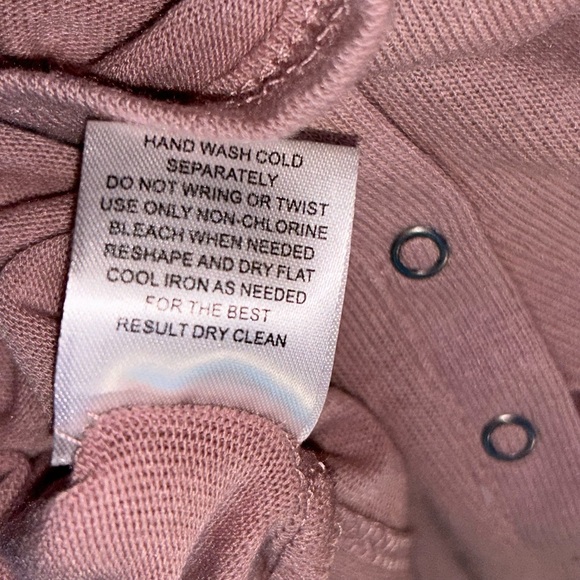 HAND WASH COLD
SEPARATELY
DO NOT WRING OR TWIST
USE ONLY NON-CHLORINE
BLEACH WHEN NEEDED
RESHAPE AND DRY FLAT
COOL IRON AS NEEDED
FOR THE BEST
RESULT DRY CLEAN